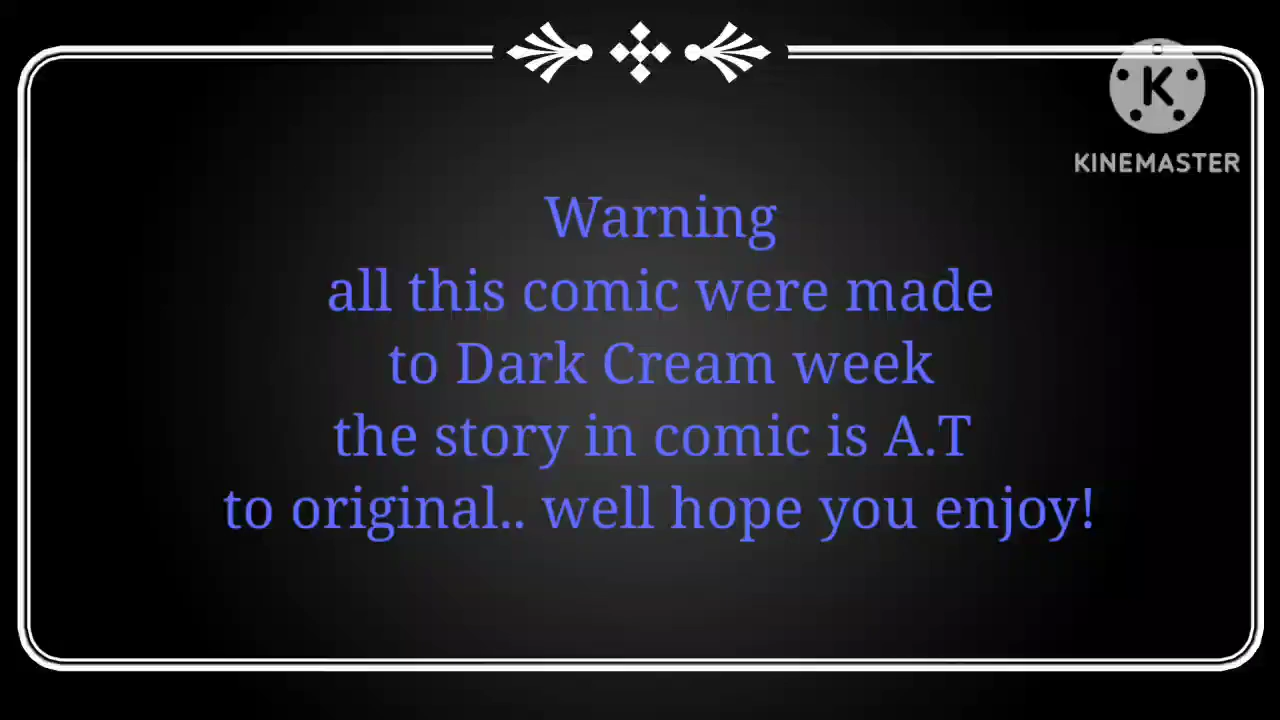 K
KINEMASTER
Warning
all this comic were made
to Dark Cream week
the story in comic is A.T
to original.. well hope you enjoy!